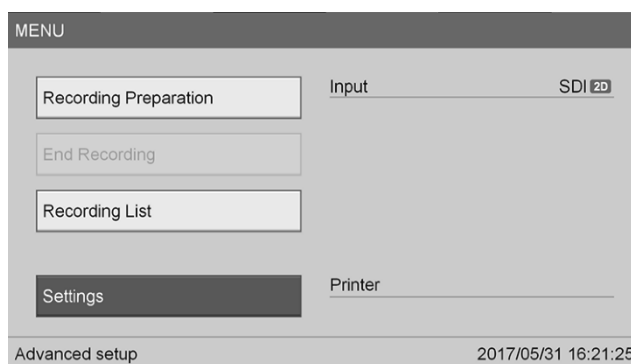 MENU
Recording Preparation
Input SDI 2D
End Recording
Recording List
Settings
Printer
Advanced setup 2017/05/31 16:21:25